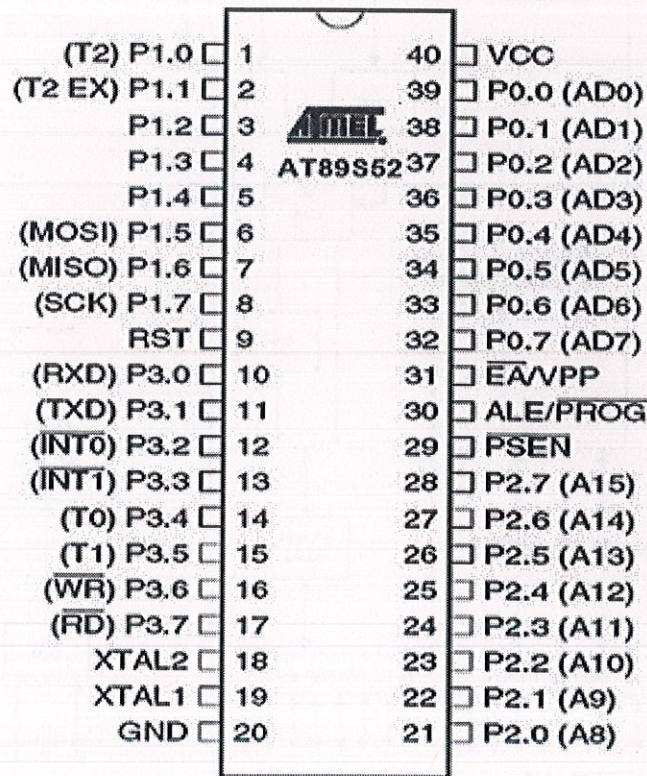 (T2) P1.0 1 40 VCC
(T2 EX) P1.1 2 39 P0.0 (AD0)
P1.2 3 ATMEL 38 P0.1 (AD1)
P1.3 4 AT89S52 37 P0.2 (AD2)
P1.4 5 36 P0.3 (AD3)
(MOSI) P1.5 6 35 P0.4 (AD4)
(MISO) P1.6 7 34 P0.5 (AD5)
(SCK) P1.7 8 33 P0.6 (AD6)
RST 9 32 P0.7 (AD7)
(RXD) P3.0 10 31 E̅A̅/VPP
(TXD) P3.1 11 30 ALE/P̅R̅O̅G̅
(I̅N̅T̅0̅) P3.2 12 29 P̅S̅E̅N̅
(I̅N̅T̅1̅) P3.3 13 28 P2.7 (A15)
(T0) P3.4 14 27 P2.6 (A14)
(T1) P3.5 15 26 P2.5 (A13)
(W̅R̅) P3.6 16 25 P2.4 (A12)
(R̅D̅) P3.7 17 24 P2.3 (A11)
XTAL2 18 23 P2.2 (A10)
XTAL1 19 22 P2.1 (A9)
GND 20 21 P2.0 (A8)